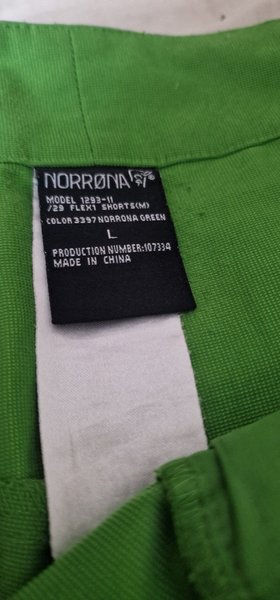 NORRØNA
MODEL 1293-11
/29 FLEX1 SHORTS(M)
COLOR 3397 NORRONA GREEN
L
PRODUCTION NUMBER:107334
MADE IN CHINA